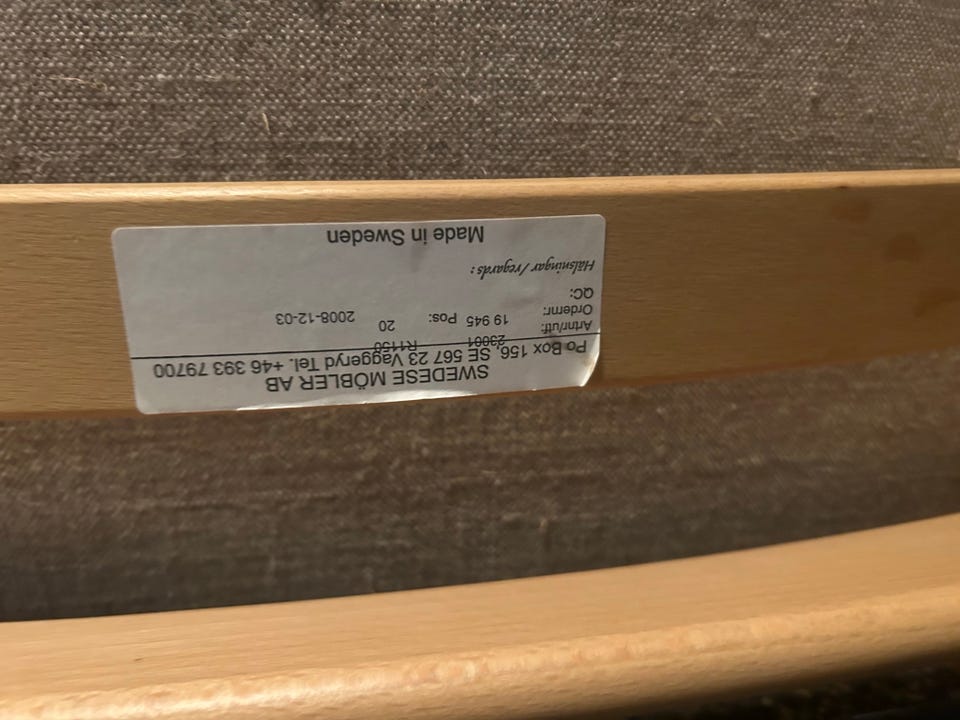 SWEDESE MÖBLER AB
Po Box 156, SE 567 23 Vaggeryd Tel. +46 393 79700
Artnr/utf: 23001 R1150
Ordernr: 19 945 Pos: 20 2008-12-03
QC:
Hälsningar /regards :
Made in Sweden